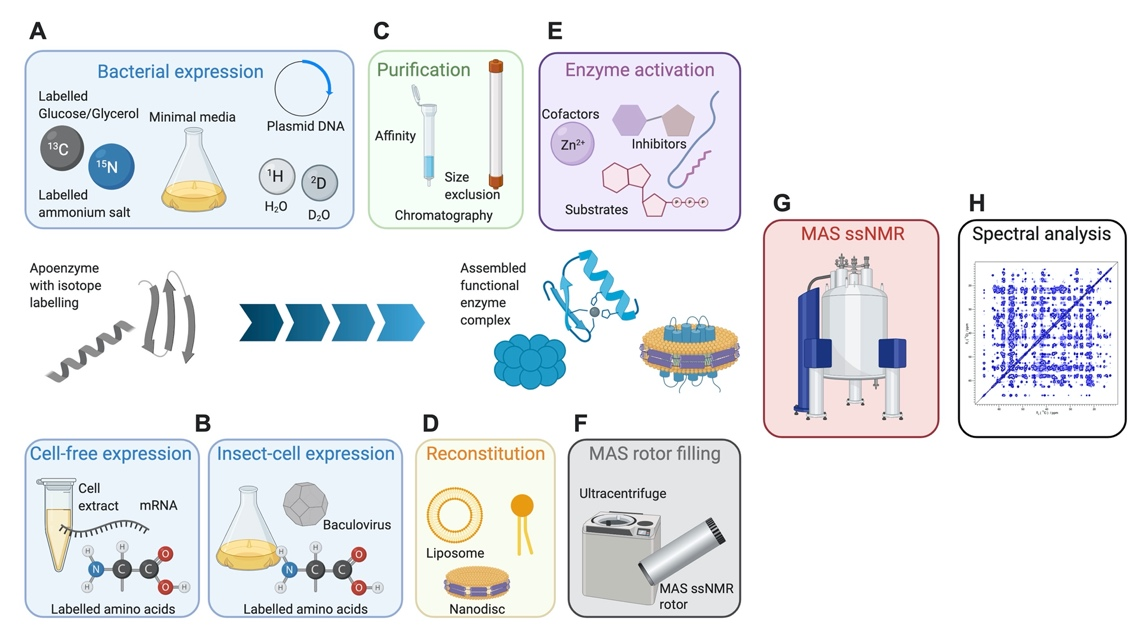 A
Bacterial expression
Labelled
Glucose/Glycerol
¹³C
¹⁵N
Labelled
ammonium salt
Minimal media
Plasmid DNA
¹H
H₂O
²D
D₂O
C
Purification
Affinity
Size
exclusion
Chromatography
E
Enzyme activation
Cofactors
Zn²⁺
Inhibitors
Substrates
P P P
Apoenzyme
with isotope
labelling
Assembled
functional
enzyme
complex
G
MAS ssNMR
H
Spectral analysis
B
Cell-free expression
Cell
extract
mRNA
H H O
N C C
H O H
Labelled amino acids
Insect-cell expression
Baculovirus
H H O
N C C
H O H
Labelled amino acids
D
Reconstitution
Liposome
Nanodisc
F
MAS rotor filling
Ultracentrifuge
MAS ssNMR
rotor